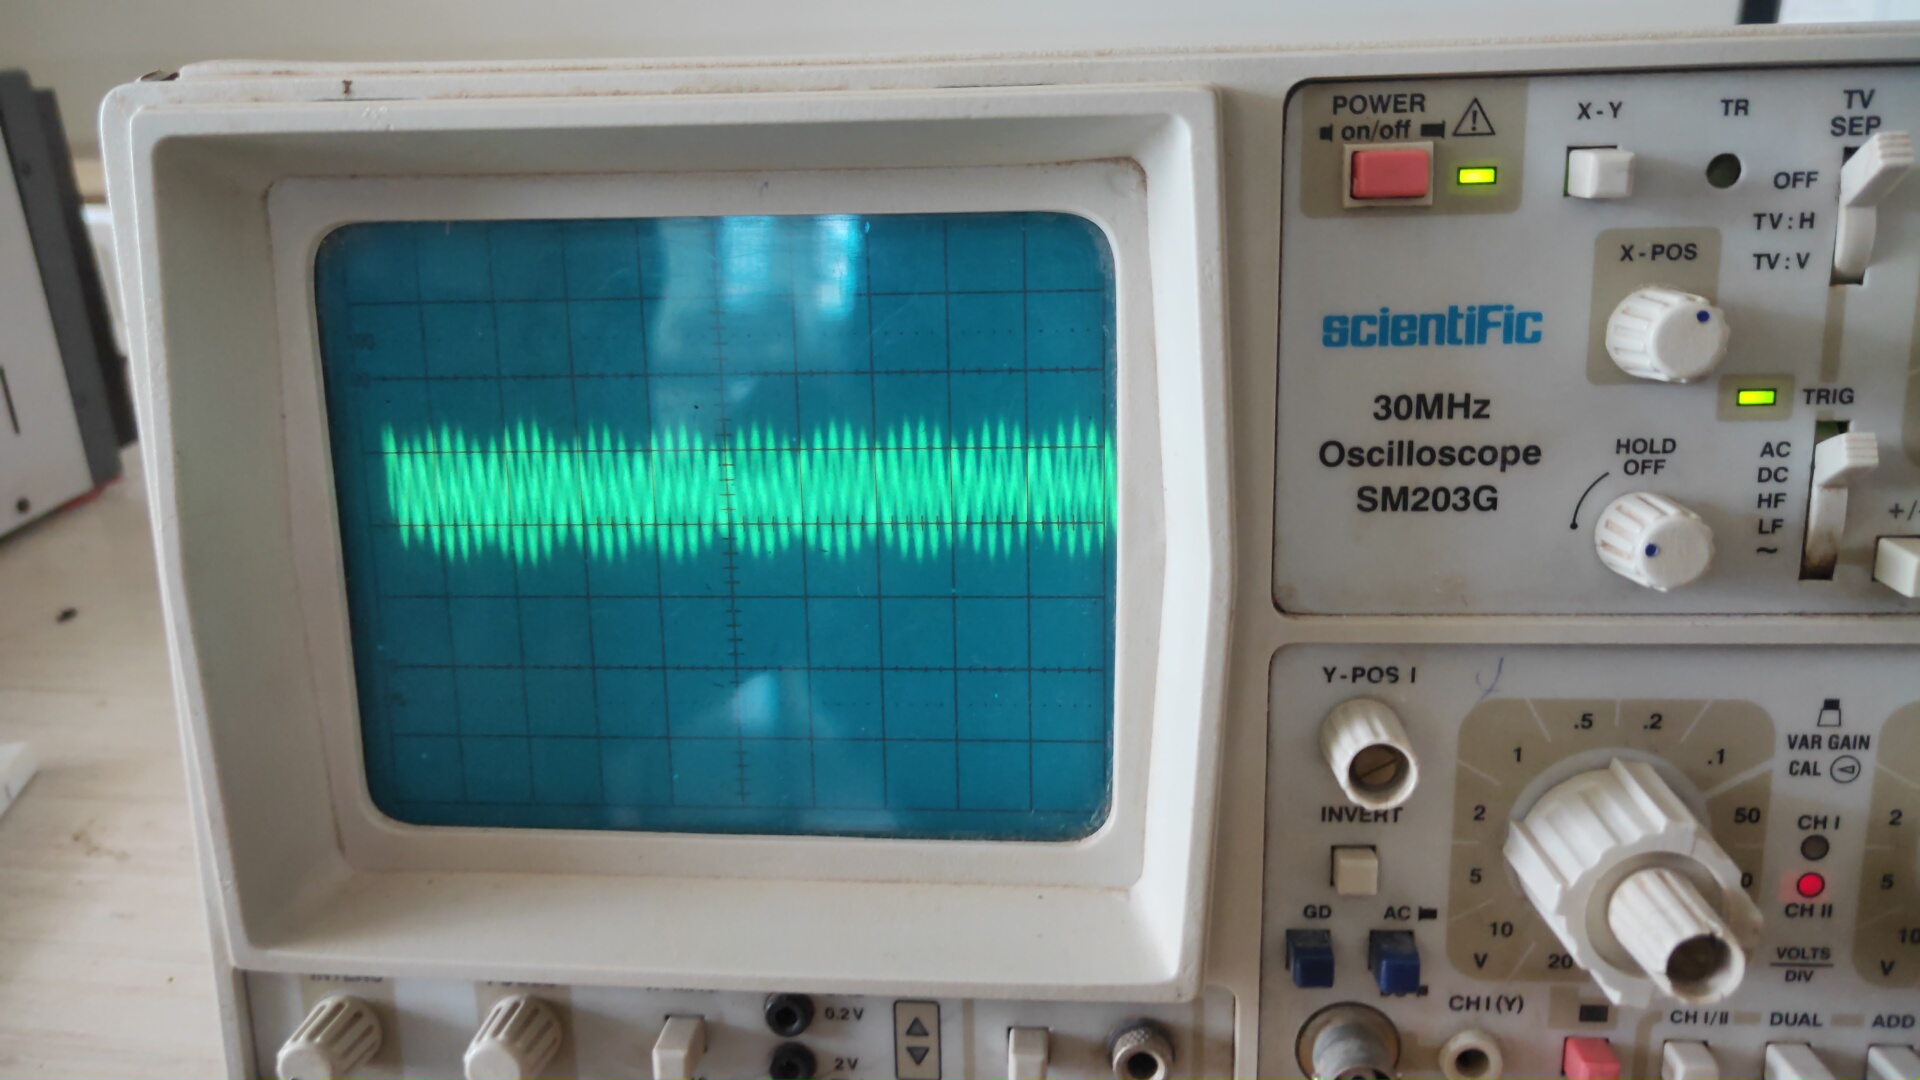 POWER
on/off
X-Y
TR
TV
SEP
OFF
TV:H
TV:V
X-POS
scientific
30MHz
Oscilloscope
SM203G
TRIG
HOLD
OFF
AC
DC
HF
LF
~
+/-
Y-POS I
INVERT
GD
AC
.5
.2
1
.1
2
50
5
10
V
20
VAR GAIN
CAL
CH I
CH II
VOLTS
DIV
2
5
10
V
CHI(Y)
CH I/II
DUAL
ADD
0.2V
2V